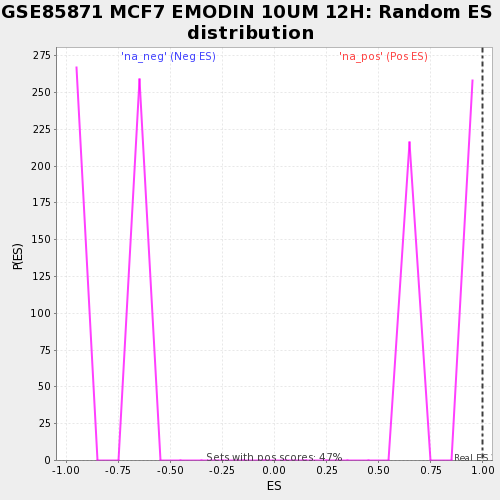 GSE85871 MCF7 EMODIN 10UM 12H: Random ES
distribution
'na_neg' (Neg ES)
'na_pos' (Pos ES)
275
250
225
200
175
150
125
100
75
50
25
0
P(ES)
Sets with pos scores: 47%
Real ES
-1.00 -0.75 -0.50 -0.25 0.00 0.25 0.50 0.75 1.00
ES